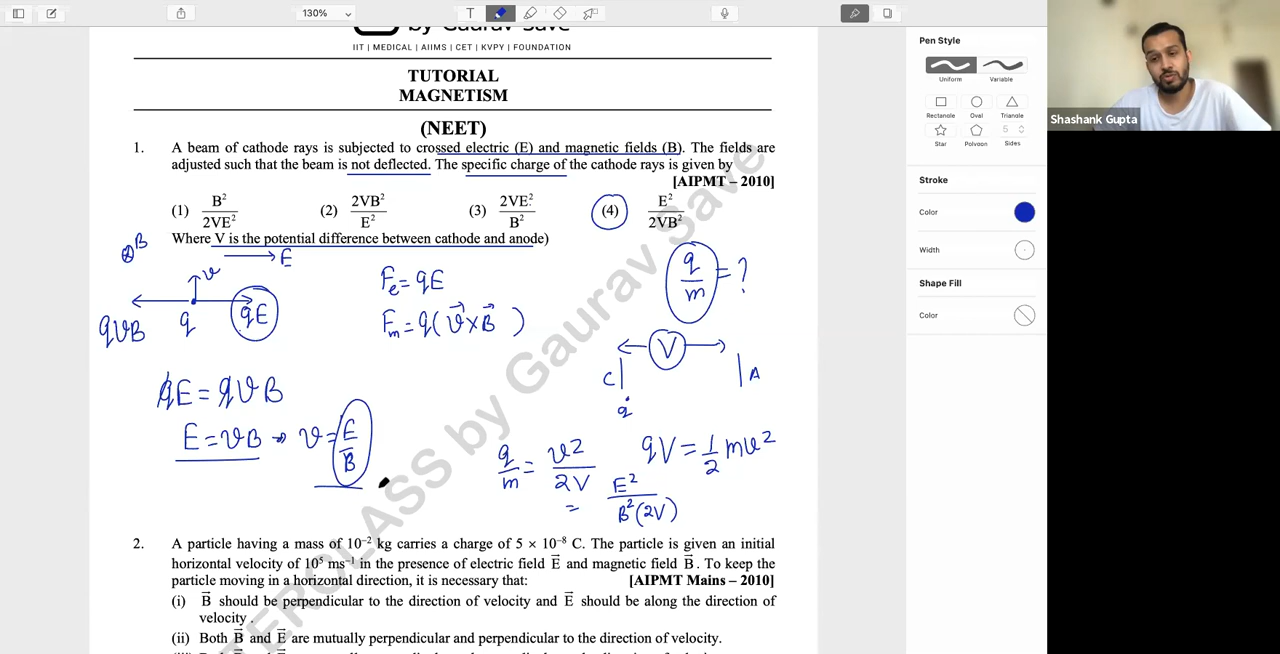 130%
T
by Gaurav Save
IIT | MEDICAL | AIIMS | CET | KVPY | FOUNDATION
TUTORIAL
MAGNETISM
(NEET)
1. A beam of cathode rays is subjected to crossed electric (E) and magnetic fields (B). The fields are
adjusted such that the beam is not deflected. The specific charge of the cathode rays is given by
[AIPMT – 2010]
(1) B²/2VE² (2) 2VB²/E² (3) 2VE²/B² (4) E²/2VB²
Where V is the potential difference between cathode and anode)
⊗B
E
v
qvB q qE
Fe = qE
Fm = q(v⃗ × B⃗ )
q/m = ?
V
C A
q
qE = qvB
E = vB → v = E/B
q/m = v²/2V
qV = 1/2 mv²
= E²/B²(2V)
2. A particle having a mass of 10⁻² kg carries a charge of 5 × 10⁻⁸ C. The particle is given an initial
horizontal velocity of 10⁵ ms⁻¹ in the presence of electric field E⃗ and magnetic field B⃗. To keep the
particle moving in a horizontal direction, it is necessary that: [AIPMT Mains – 2010]
(i) B⃗ should be perpendicular to the direction of velocity and E⃗ should be along the direction of
velocity.
(ii) Both B⃗ and E⃗ are mutually perpendicular and perpendicular to the direction of velocity.
TERCLASS by Gaurav Save
Pen Style
Uniform Variable
Rectangle Oval Triangle
5
Star Polygon Sides
Stroke
Color
Width
Shape Fill
Color
Shashank Gupta